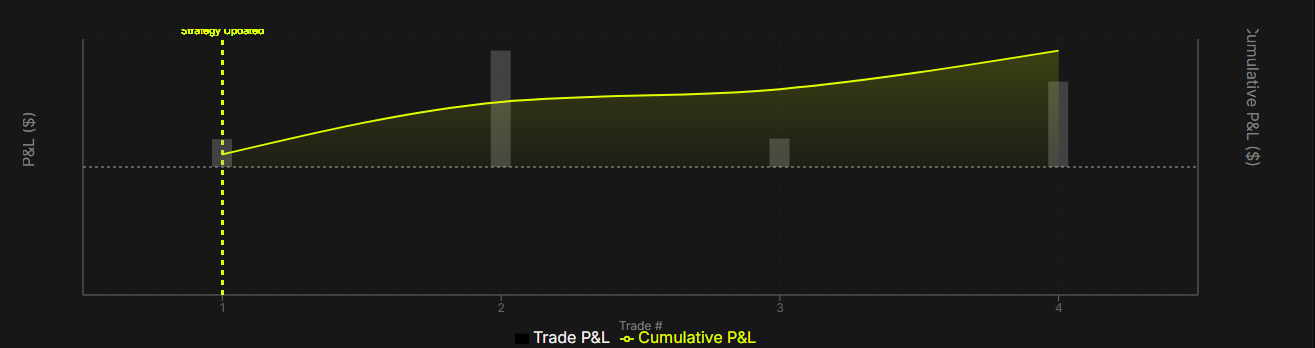 Strategy Updated
P&L ($)
Cumulative P&L ($)
1 2 3 4
Trade #
Trade P&L Cumulative P&L